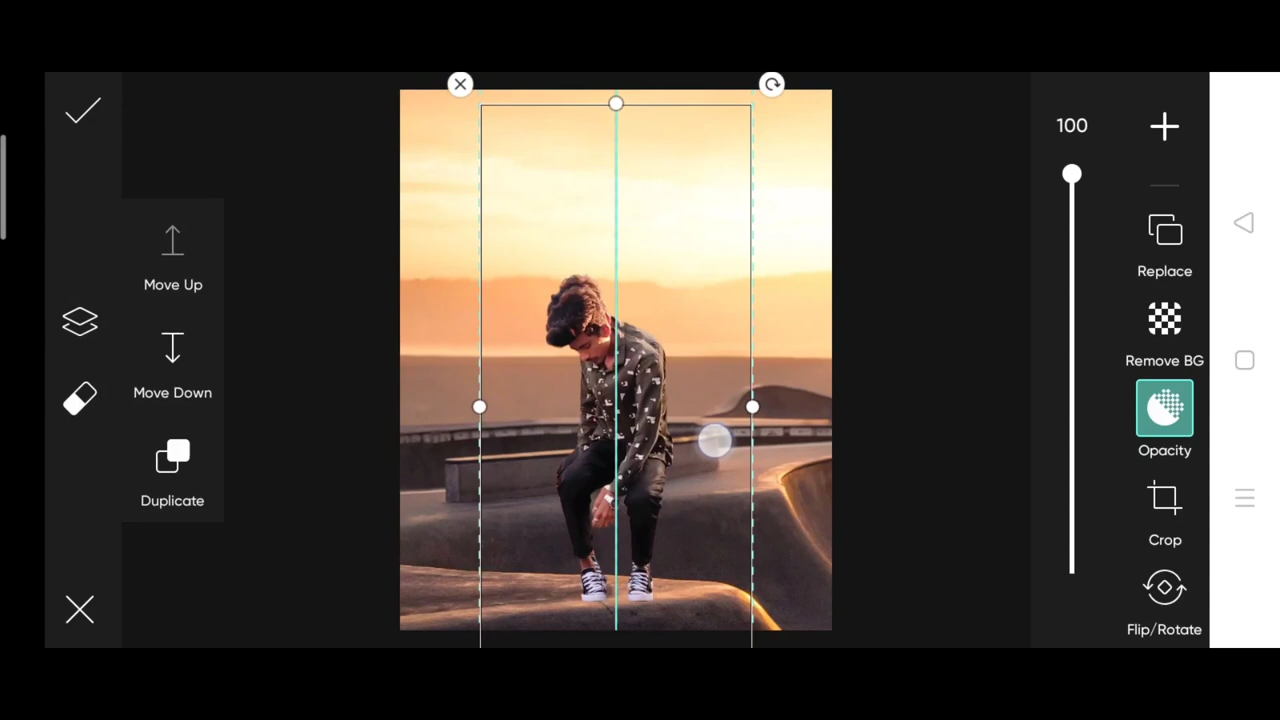 Move Up
Move Down
Duplicate
100
Replace
Remove BG
Opacity
Crop
Flip/Rotate